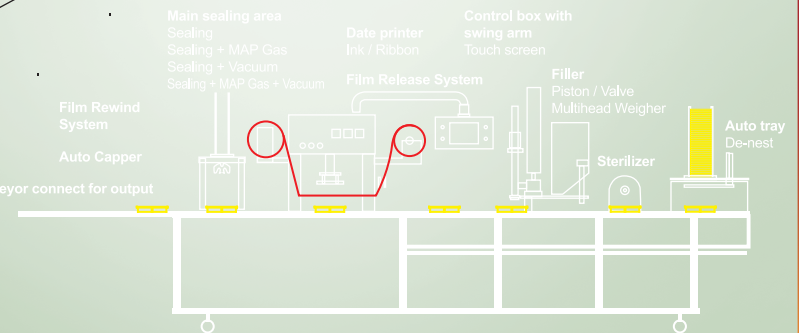 Main sealing area
Sealing
Sealing + MAP Gas
Sealing + Vacuum
Sealing + MAP Gas + Vacuum
Date printer
Ink / Ribbon
Film Release System
Control box with
swing arm
Touch screen
Filler
Piston / Valve
Multihead Weigher
Auto tray
De-nest
Sterilizer
Film Rewind
System
Auto Capper
eyor connect for output